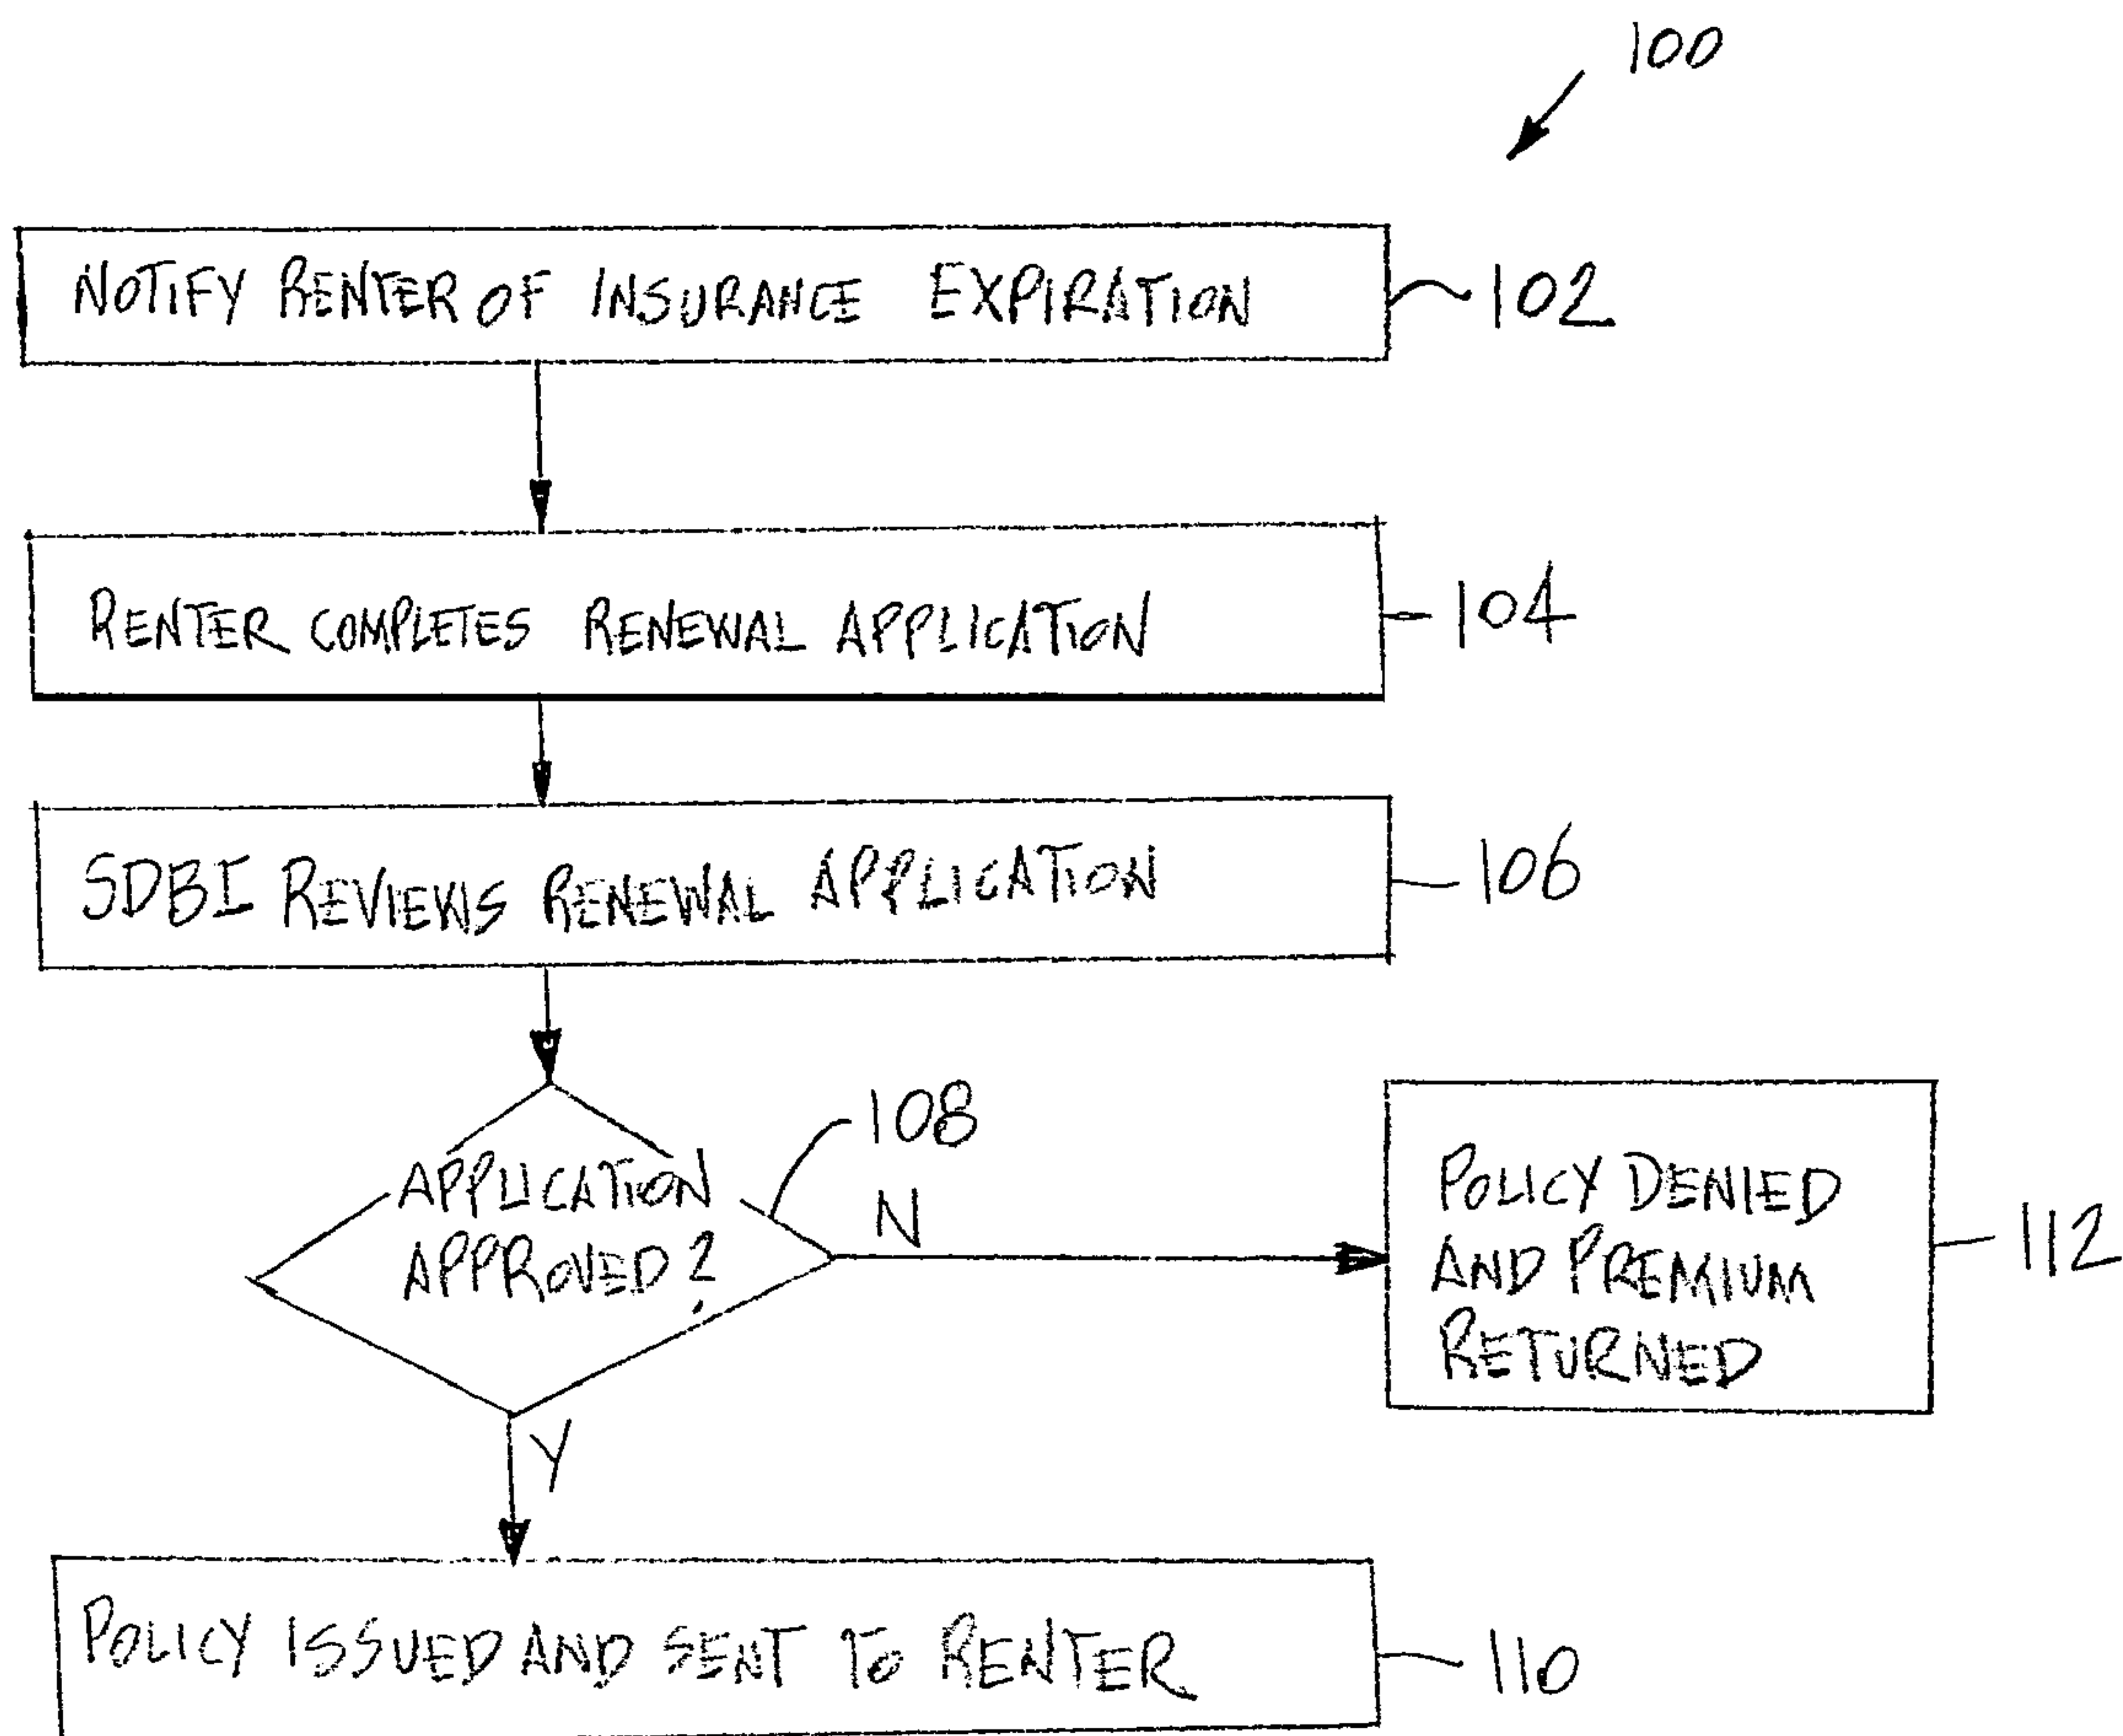 100
NOTIFY RENTER OF INSURANCE EXPIRATION
102
RENTER COMPLETES RENEWAL APPLICATION
104
SDBI REVIEWS RENEWAL APPLICATION
106
108
APPLICATION
APPROVED?
N
POLICY DENIED
AND PREMIUM
RETURNED
112
Y
POLICY ISSUED AND SENT TO RENTER
110